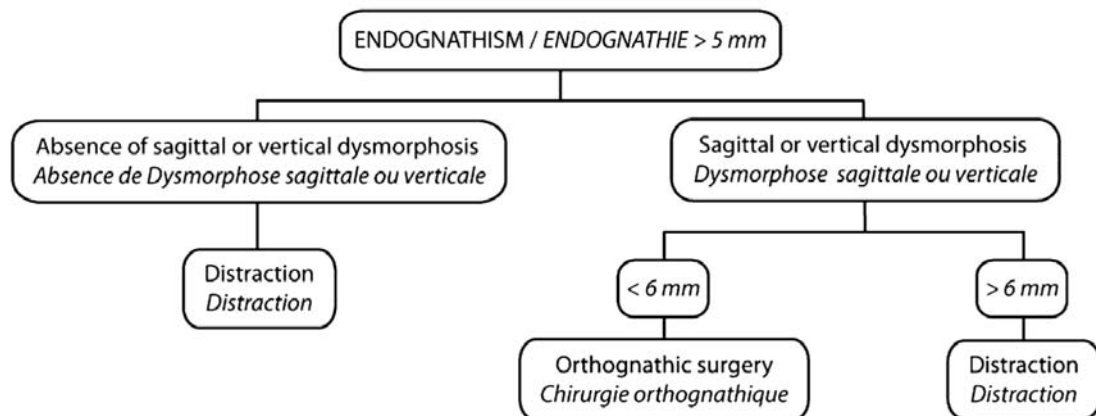 ENDOGNATHISM / ENDOGNATHIE > 5 mm
Absence of sagittal or vertical dysmorphosis
Absence de Dysmorphose sagittale ou verticale
Sagittal or vertical dysmorphosis
Dysmorphose sagittale ou verticale
Distraction
Distraction
< 6 mm
> 6 mm
Orthognathic surgery
Chirurgie orthognathique
Distraction
Distraction